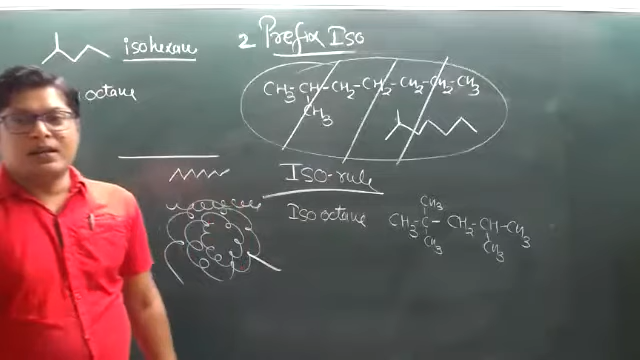 isohexane
2 Prefix Iso
octane
CH3-CH-CH2-CH2-CH2-CH2-CH3
CH3
ISO-rule
Iso octane
CH3
CH3-C-CH2-CH-CH3
CH3 CH3